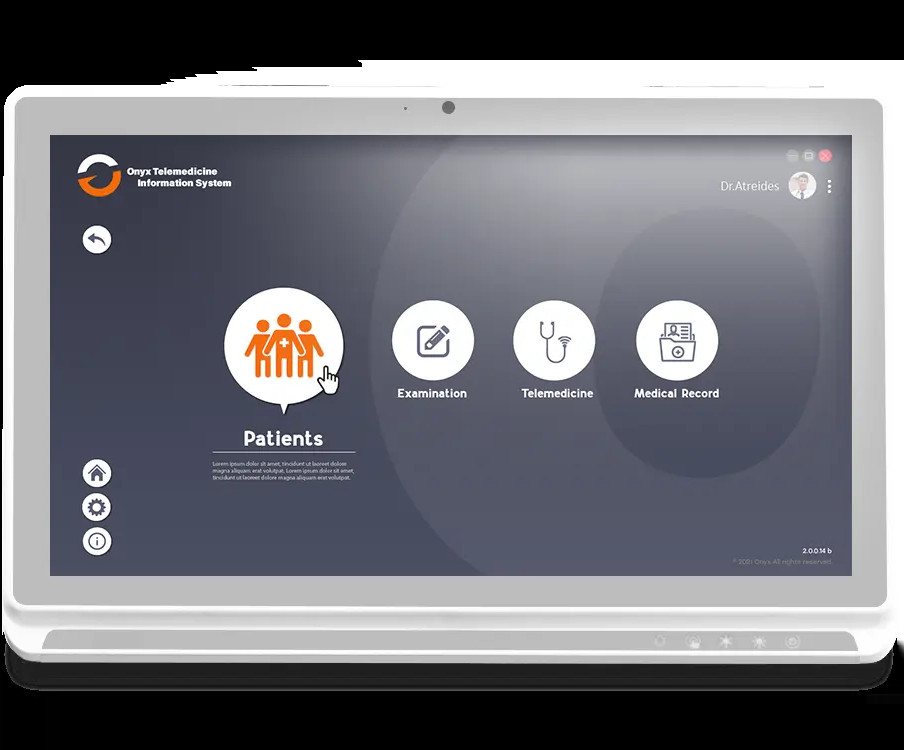 Onyx Telemedicine
Information System
Dr.Atreides
Patients
Lorem ipsum dolor sit amet, tincidunt ut laoreet dolore
magna aliquam erat volutpat. Lorem ipsum dolor sit amet,
tincidunt ut laoreet dolore magna aliquam erat volutpat.
Examination
Telemedicine
Medical Record
2.0.0.14 b
© 2021 Onyx All rights reserved.